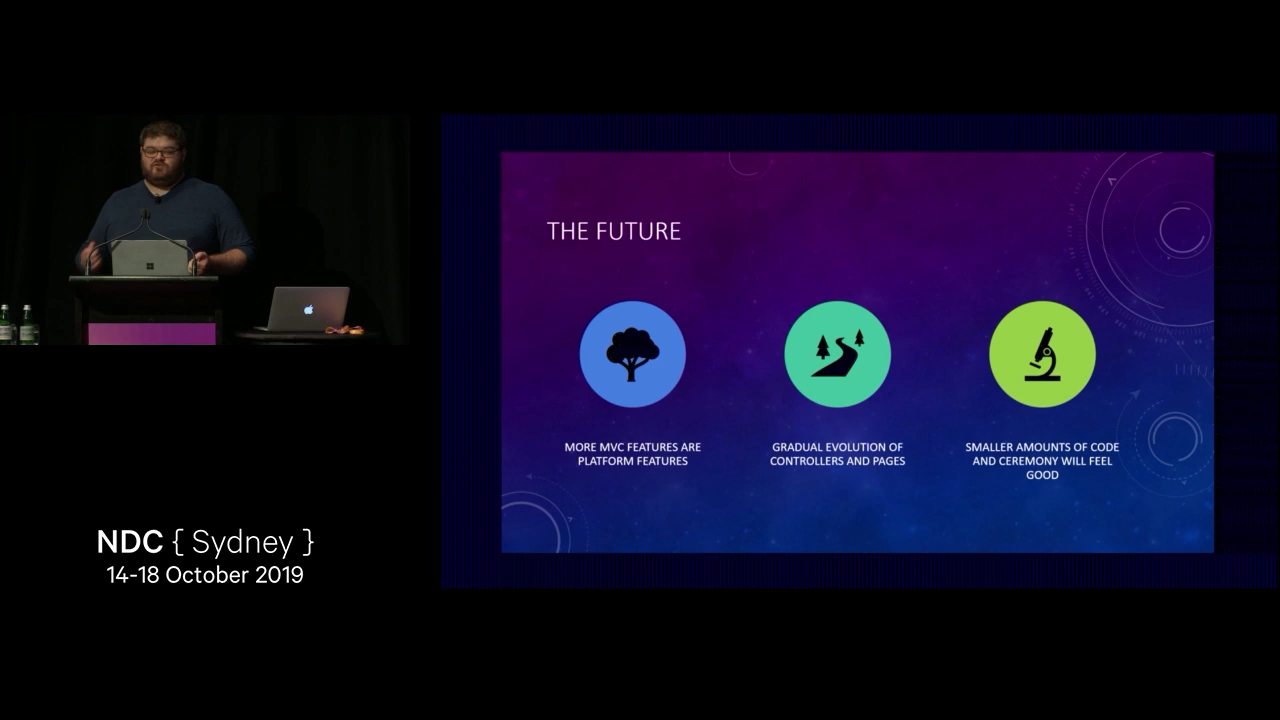 THE FUTURE
MORE MVC FEATURES ARE
PLATFORM FEATURES
GRADUAL EVOLUTION OF
CONTROLLERS AND PAGES
SMALLER AMOUNTS OF CODE
AND CEREMONY WILL FEEL
GOOD
NDC { Sydney }
14-18 October 2019